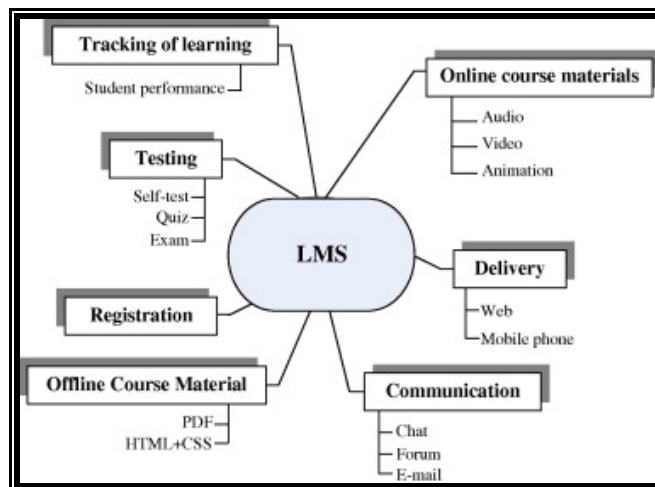 Tracking of learning
Student performance
Online course materials
Audio
Video
Animation
Testing
Self-test
Quiz
Exam
LMS
Delivery
Web
Mobile phone
Registration
Offline Course Material
PDF
HTML+CSS
Communication
Chat
Forum
E-mail